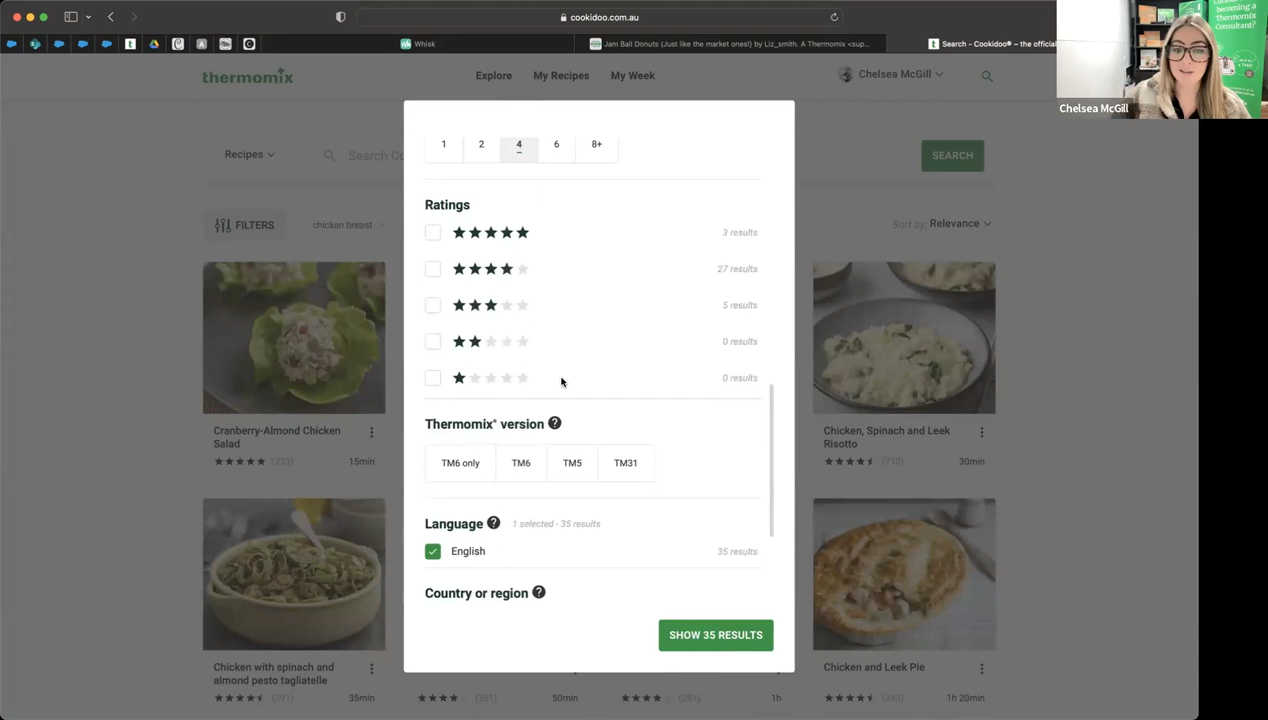 cookidoo.com.au
becoming a
Thermomix
Consultant?
Whisk
Jam Ball Donuts (Just like the market ones!) by Liz_smith. A Thermomix <sup...
Search - Cookidoo® – the official
thermomix
Explore
My Recipes
My Week
Chelsea McGill
Chelsea McGill
1
2
4
6
8+
Recipes
Search Co
SEARCH
FILTERS
chicken breast
Sort by: Relevance
Ratings
3 results
27 results
5 results
0 results
0 results
Thermomix® version
TM6 only
TM6
TM5
TM31
Language
1 selected - 35 results
English
35 results
Country or region
SHOW 35 RESULTS
Cranberry-Almond Chicken
Salad
(233)
15min
Chicken, Spinach and Leek
Risotto
(710)
30min
Chicken with spinach and
almond pesto tagliatelle
(391)
35min
(351)
50min
(281)
1h
Chicken and Leek Pie
(243)
1h 20min